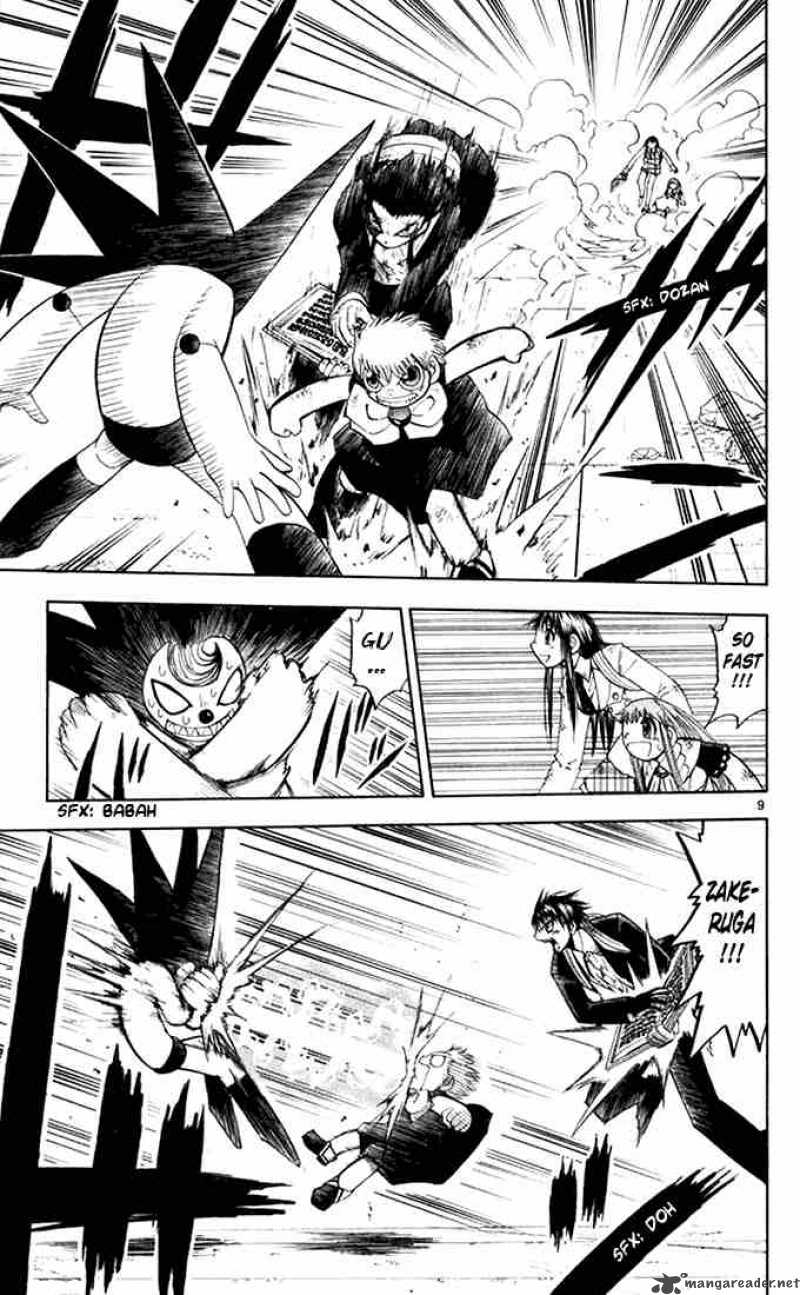 SFX: DOZAN
SO
FAST
!!!
GU
...
SFX: BABAH
9
ZAKE-
RUGA
!!!
SFX: DOH
mangareader.net